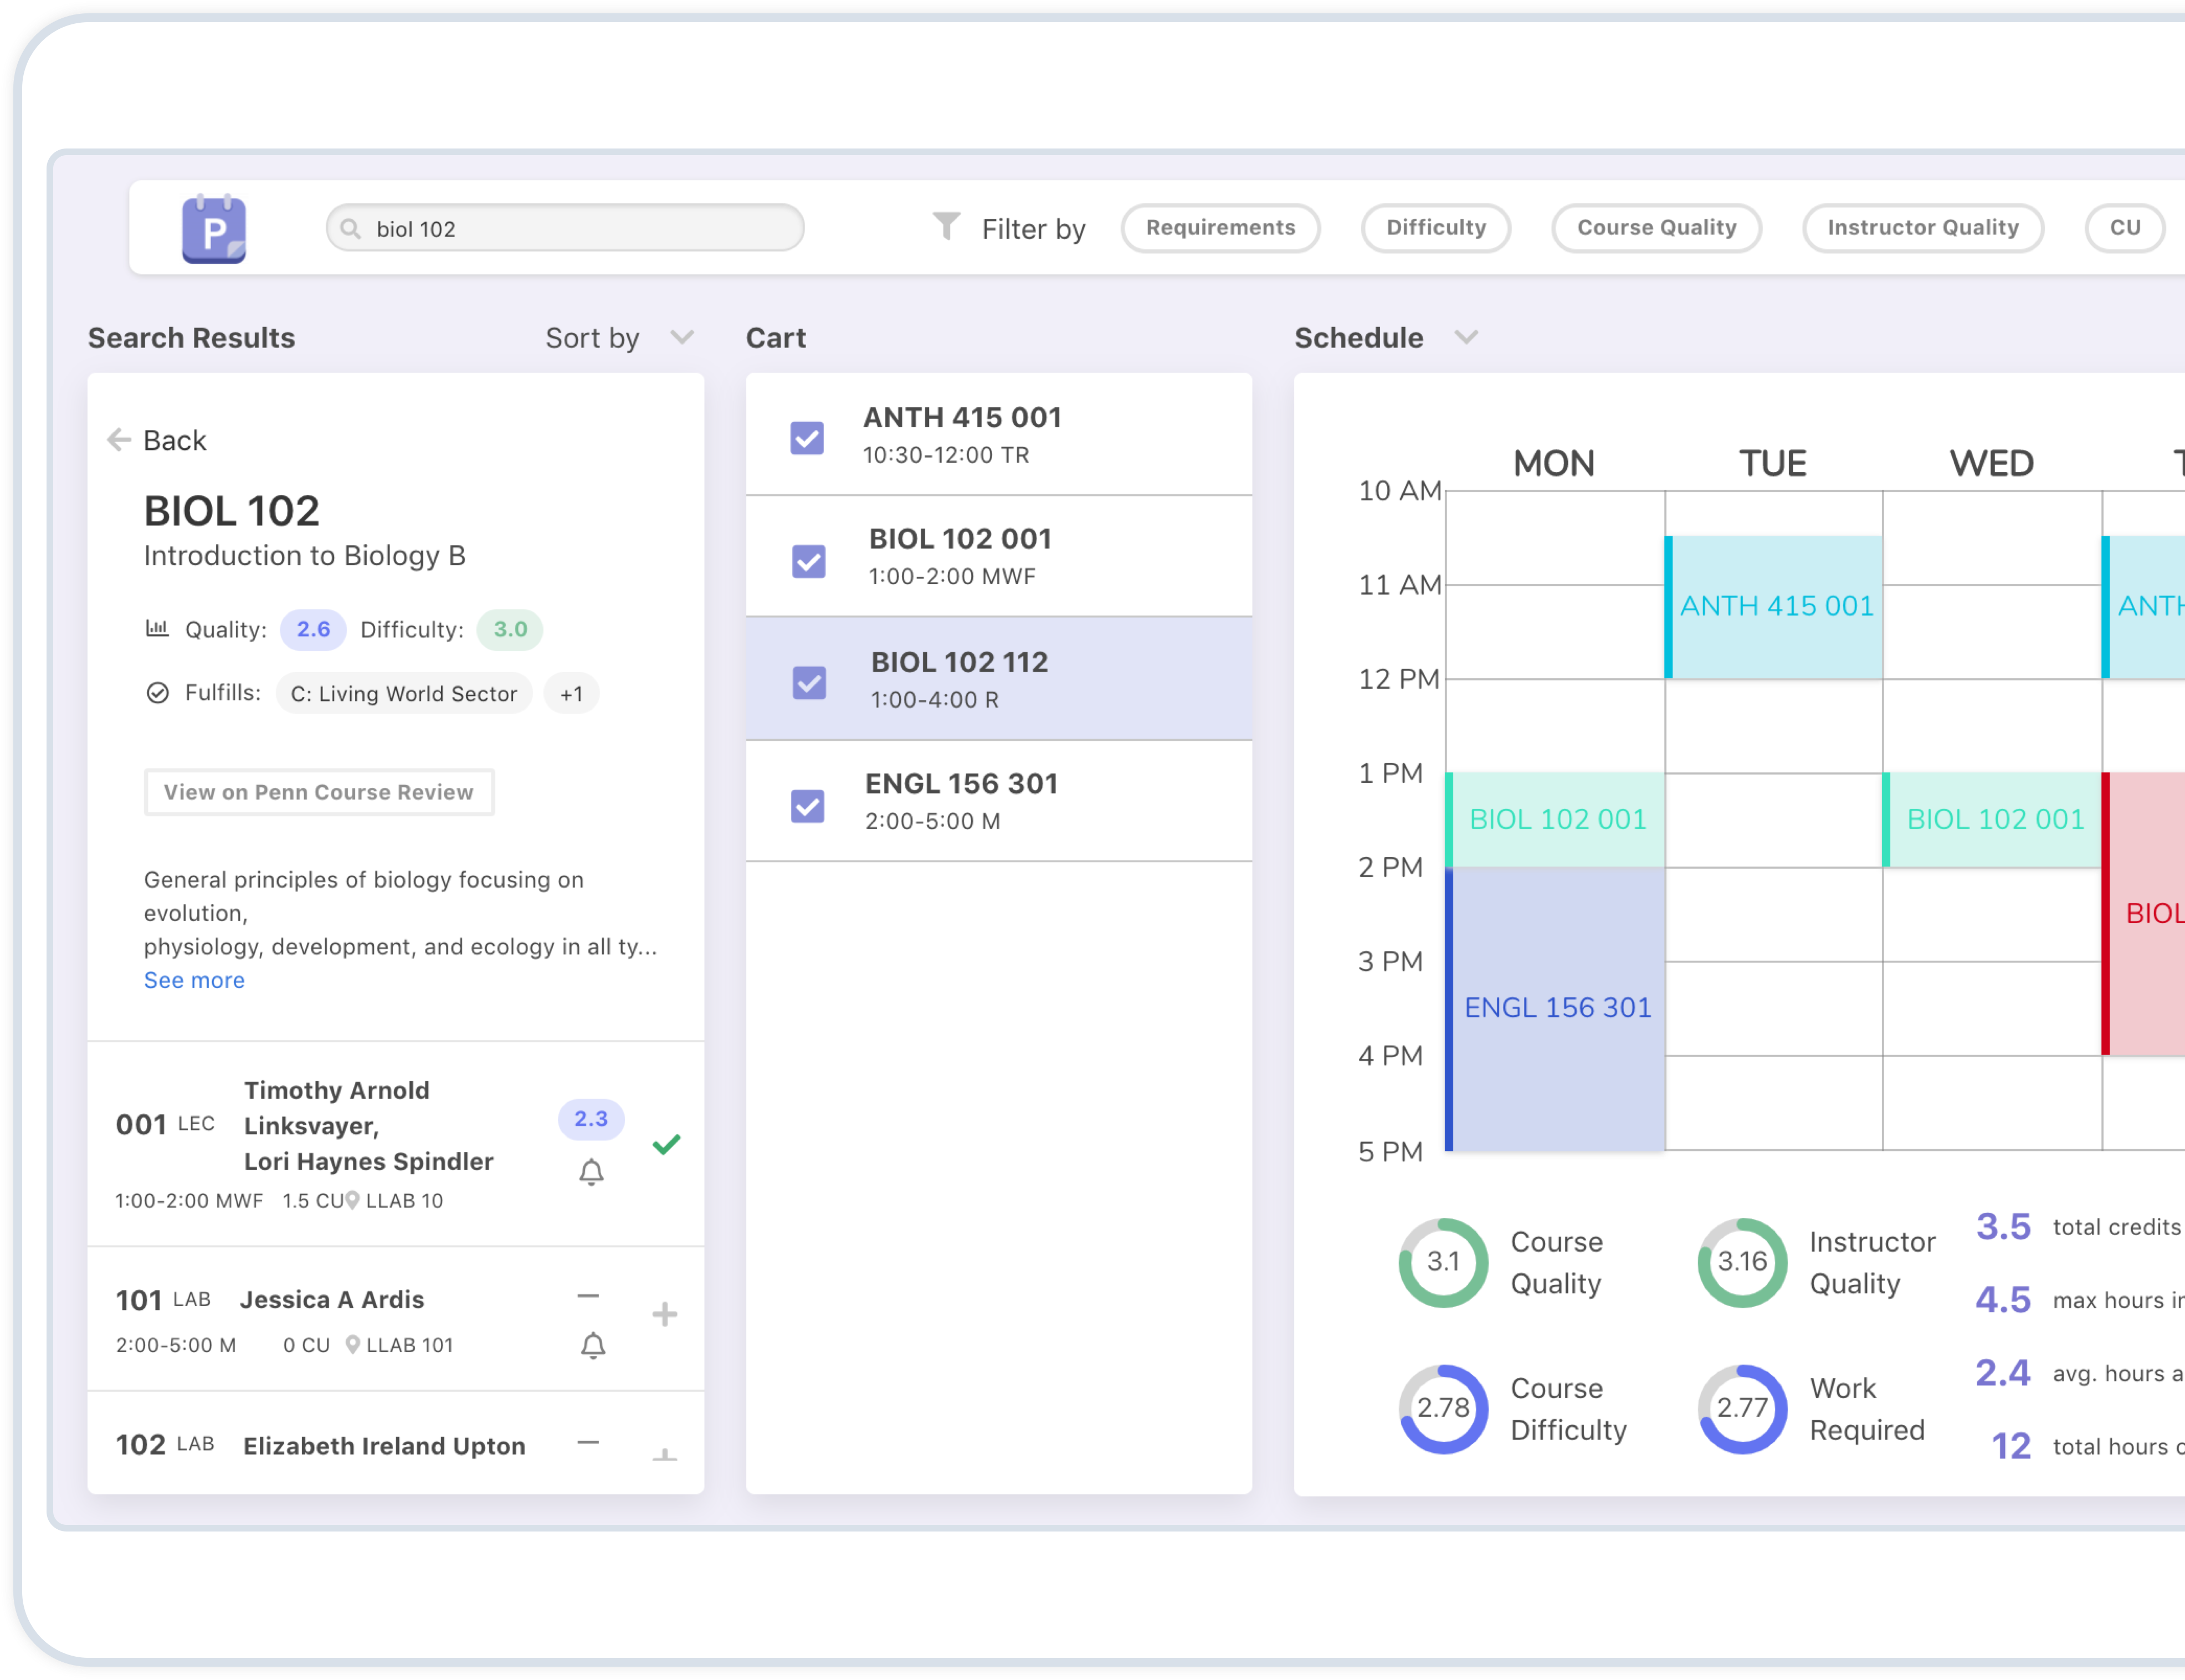 P
biol 102
Filter by
Requirements
Difficulty
Course Quality
Instructor Quality
CU
Search Results
Sort by
Back
BIOL 102
Introduction to Biology B
Quality: 2.6 Difficulty: 3.0
Fulfills: C: Living World Sector +1
View on Penn Course Review
General principles of biology focusing on
evolution,
physiology, development, and ecology in all ty...
See more
001 LEC
Timothy Arnold
Linksvayer,
Lori Haynes Spindler
2.3
1:00-2:00 MWF 1.5 CU LLAB 10
101 LAB Jessica A Ardis
2:00-5:00 M 0 CU LLAB 101
102 LAB Elizabeth Ireland Upton
Cart
ANTH 415 001
10:30-12:00 TR
BIOL 102 001
1:00-2:00 MWF
BIOL 102 112
1:00-4:00 R
ENGL 156 301
2:00-5:00 M
Schedule
MON TUE WED T
10 AM
11 AM
12 PM
1 PM
2 PM
3 PM
4 PM
5 PM
ANTH 415 001
ANTH
BIOL 102 001
BIOL 102 001
BIOL
ENGL 156 301
3.1 Course
Quality
3.16 Instructor
Quality
2.78 Course
Difficulty
2.77 Work
Required
3.5 total credits
4.5 max hours in
2.4 avg. hours a
12 total hours